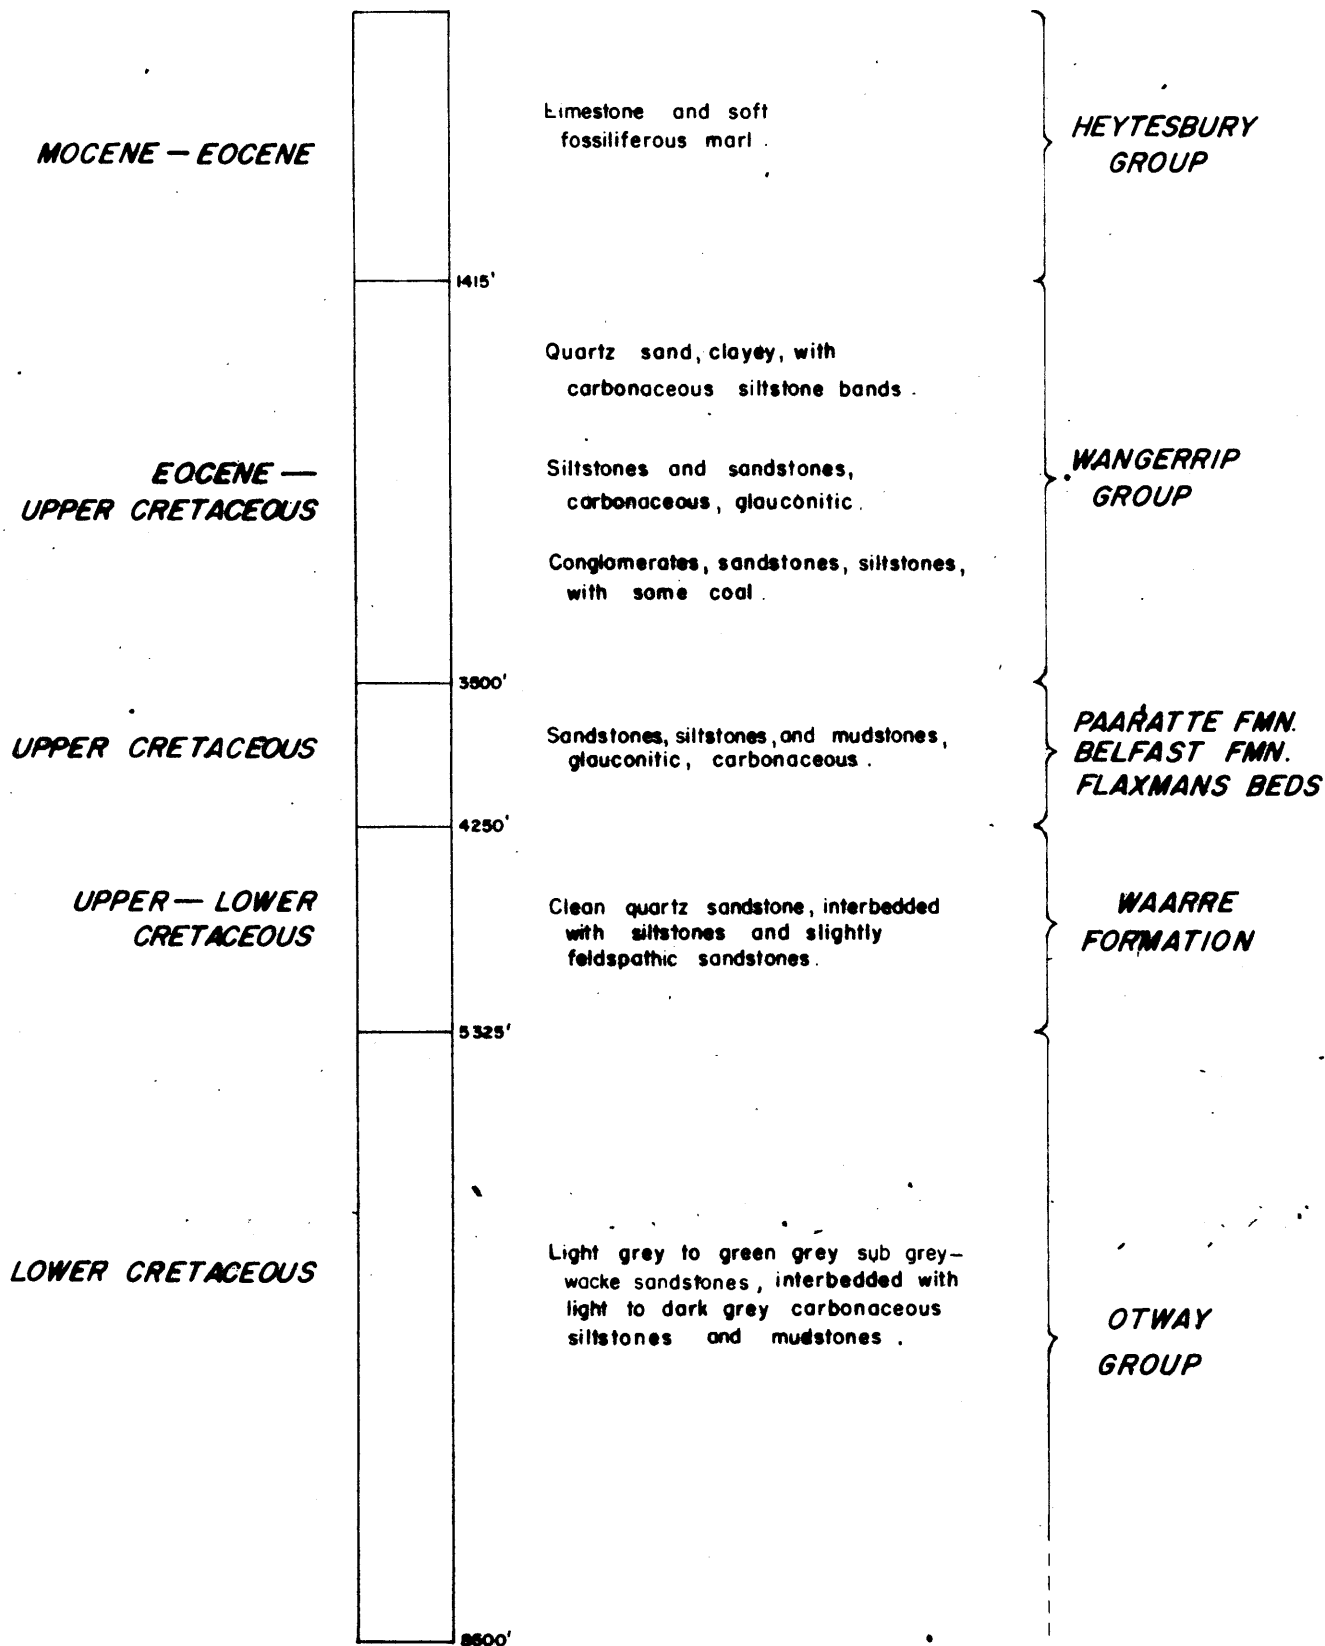 MOCENE — EOCENE
Limestone and soft
fossiliferous marl .
HEYTESBURY
GROUP
1415'
Quartz sand, clayey, with
carbonaceous siltstone bands .
EOCENE —
UPPER CRETACEOUS
Siltstones and sandstones,
carbonaceous, glauconitic .
Conglomerates, sandstones, siltstones,
with some coal .
WANGERRIP
GROUP
3500'
UPPER CRETACEOUS
Sandstones, siltstones, and mudstones,
glauconitic, carbonaceous .
PAARATTE FMN.
BELFAST FMN.
FLAXMANS BEDS
4250'
UPPER — LOWER
CRETACEOUS
Clean quartz sandstone, interbedded
with siltstones and slightly
feldspathic sandstones .
WAARRE
FORMATION
5325'
LOWER CRETACEOUS
Light grey to green grey sub grey-
wacke sandstones, interbedded with
light to dark grey carbonaceous
siltstones and mudstones .
OTWAY
GROUP
8500'